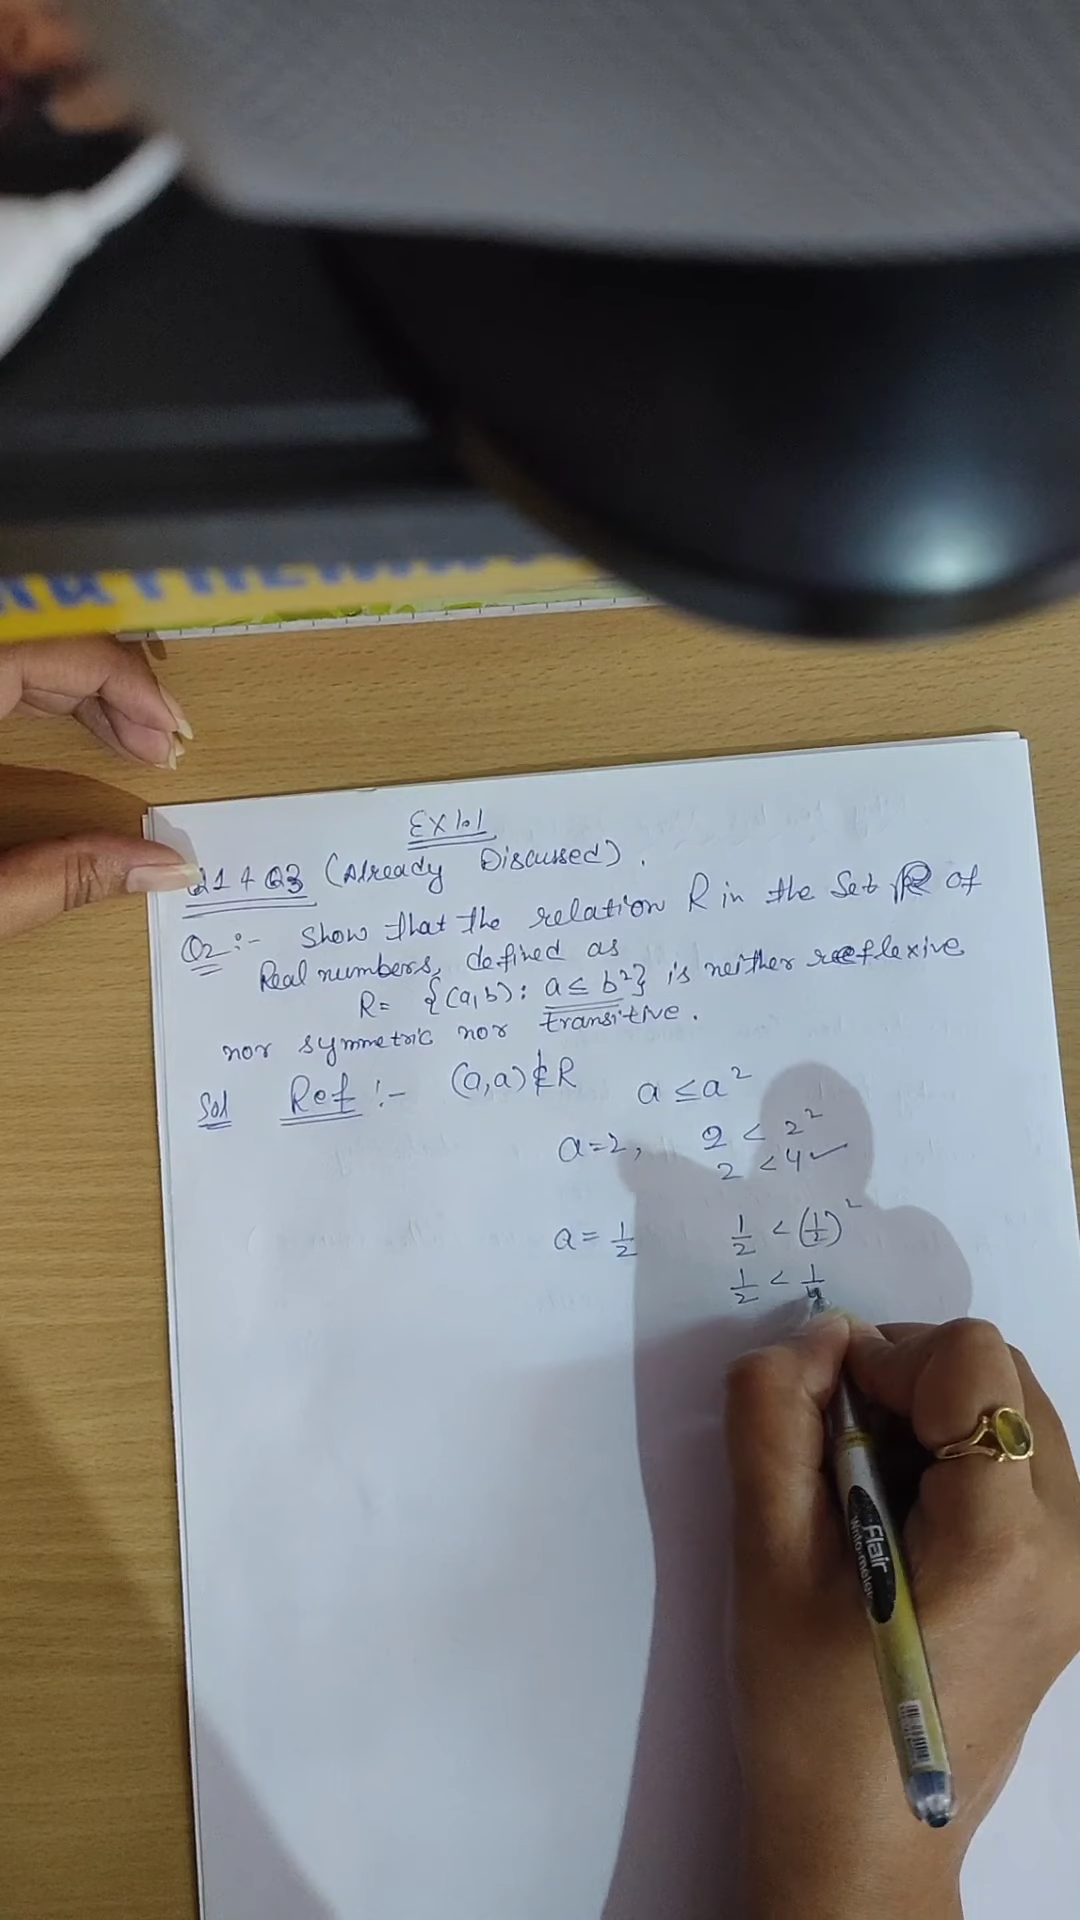 EX 1.1
Q1 & Q3 (Already Discussed).
Q2:- Show that the relation R in the Set R of
Real numbers, defined as
R= {(a,b): a ≤ b²} is neither reflexive
nor symmetric nor transitive.
Sol Ref :- (a,a) ∉ R a ≤ a²
a=2, 2 < 2²
2 < 4 ✓
a = 1/2 1/2 < (1/2)²
1/2 < 1/4
Flair